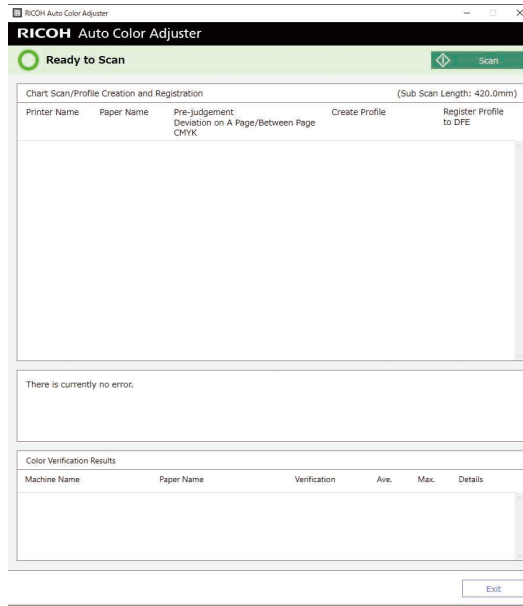 RICOH Auto Color Adjuster
RICOH Auto Color Adjuster
Ready to Scan
Scan
Chart Scan/Profile Creation and Registration (Sub Scan Length: 420.0mm)
Printer Name Paper Name Pre-judgement Create Profile Register Profile
Deviation on A Page/Between Page to DFE
CMYK
There is currently no error.
Color Verification Results
Machine Name Paper Name Verification Ave. Max. Details
Exit